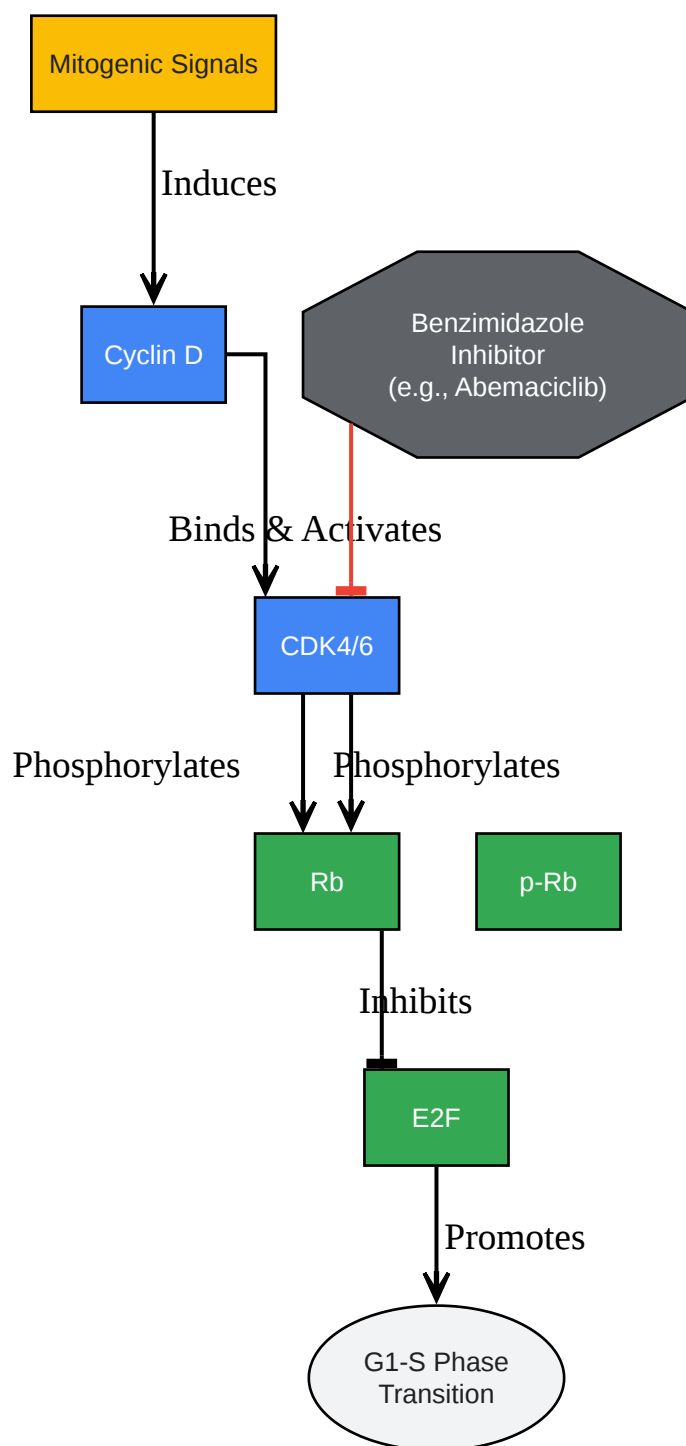 Mitogenic Signals
Induces
Cyclin D
Benzimidazole
Inhibitor
(e.g., Abemaciclib)
Binds & Activates
CDK4/6
Phosphorylates
Phosphorylates
Rb
p-Rb
Inhibits
E2F
Promotes
G1-S Phase
Transition